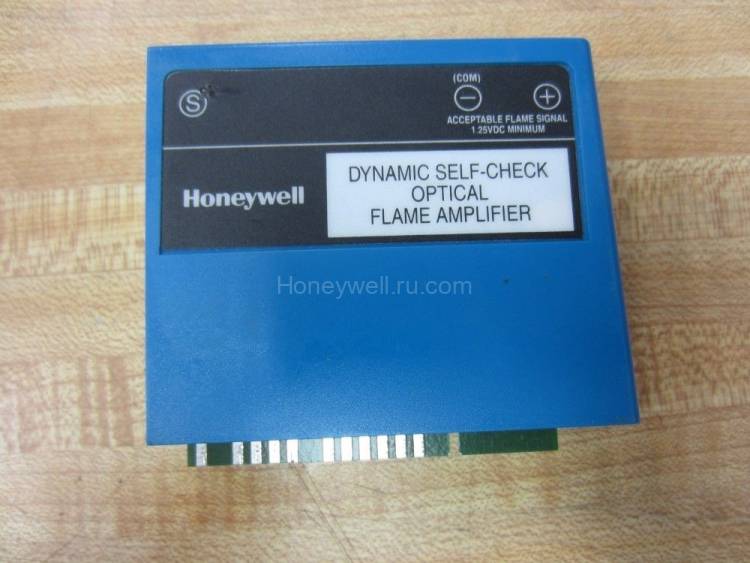 (COM)
S
ACCEPTABLE FLAME SIGNAL
1.25VDC MINIMUM
Honeywell
DYNAMIC SELF-CHECK
OPTICAL
FLAME AMPLIFIER
Honeywell.ru.com